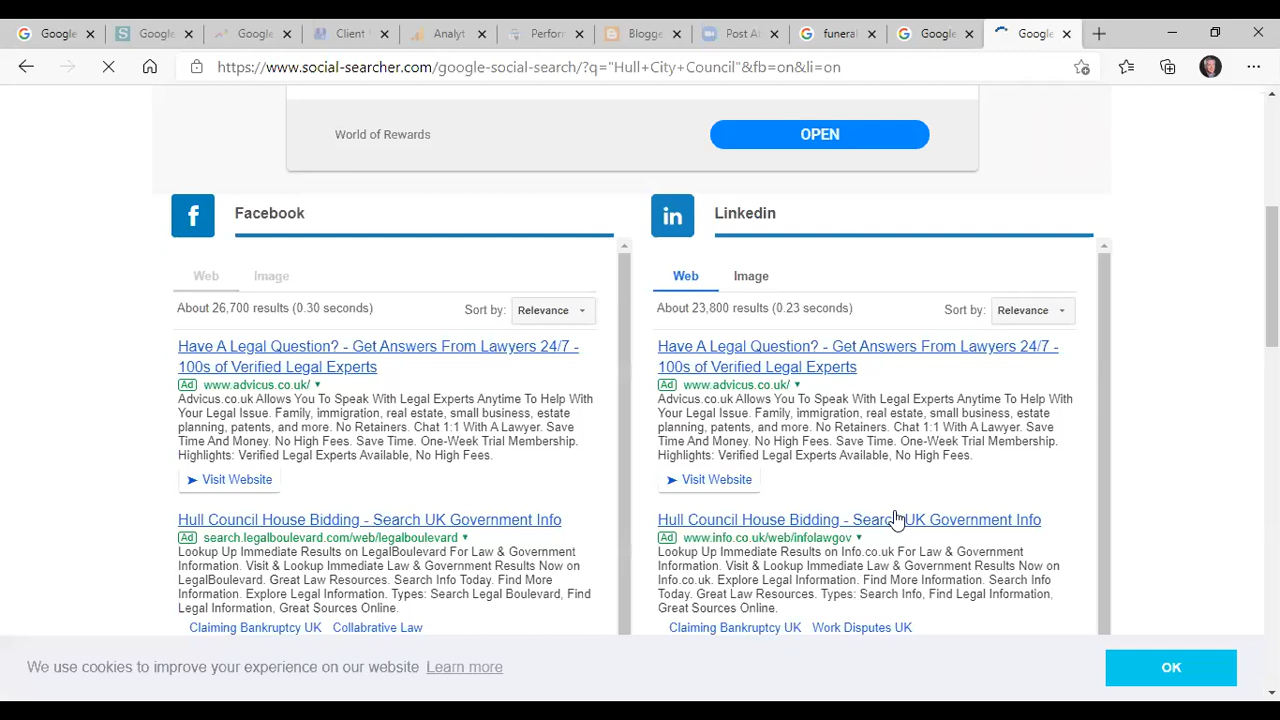 Google
Google
Google
Client
Analyt
Perform
Blogge
Post At
funeral
Google
Google
https://www.social-searcher.com/google-social-search/?q="Hull+City+Council"&fb=on&li=on
World of Rewards
OPEN
Facebook
Web Image
About 26,700 results (0.30 seconds)
Sort by: Relevance
Have A Legal Question? - Get Answers From Lawyers 24/7 -
100s of Verified Legal Experts
Ad www.advicus.co.uk/
Advicus.co.uk Allows You To Speak With Legal Experts Anytime To Help With
Your Legal Issue. Family, immigration, real estate, small business, estate
planning, patents, and more. No Retainers. Chat 1:1 With A Lawyer. Save
Time And Money. No High Fees. Save Time. One-Week Trial Membership.
Highlights: Verified Legal Experts Available, No High Fees.
Visit Website
Hull Council House Bidding - Search UK Government Info
Ad search.legalboulevard.com/web/legalboulevard
Lookup Up Immediate Results on LegalBoulevard For Law & Government
Information. Visit & Lookup Immediate Law & Government Results Now on
LegalBoulevard. Great Law Resources. Search Info Today. Find More
Information. Explore Legal Information. Types: Search Legal Boulevard, Find
Legal Information, Great Sources Online.
Claiming Bankruptcy UK Collabrative Law
in Linkedin
Web Image
About 23,800 results (0.23 seconds)
Sort by: Relevance
Have A Legal Question? - Get Answers From Lawyers 24/7 -
100s of Verified Legal Experts
Ad www.advicus.co.uk/
Advicus.co.uk Allows You To Speak With Legal Experts Anytime To Help With
Your Legal Issue. Family, immigration, real estate, small business, estate
planning, patents, and more. No Retainers. Chat 1:1 With A Lawyer. Save
Time And Money. No High Fees. Save Time. One-Week Trial Membership.
Highlights: Verified Legal Experts Available, No High Fees.
Visit Website
Hull Council House Bidding - Search UK Government Info
Ad www.info.co.uk/web/infolawgov
Lookup Up Immediate Results on Info.co.uk For Law & Government
Information. Visit & Lookup Immediate Law & Government Results Now on
Info.co.uk. Explore Legal Information. Find More Information. Search Info
Today. Great Law Resources. Types: Search Info, Find Legal Information,
Great Sources Online.
Claiming Bankruptcy UK Work Disputes UK
We use cookies to improve your experience on our website Learn more
OK